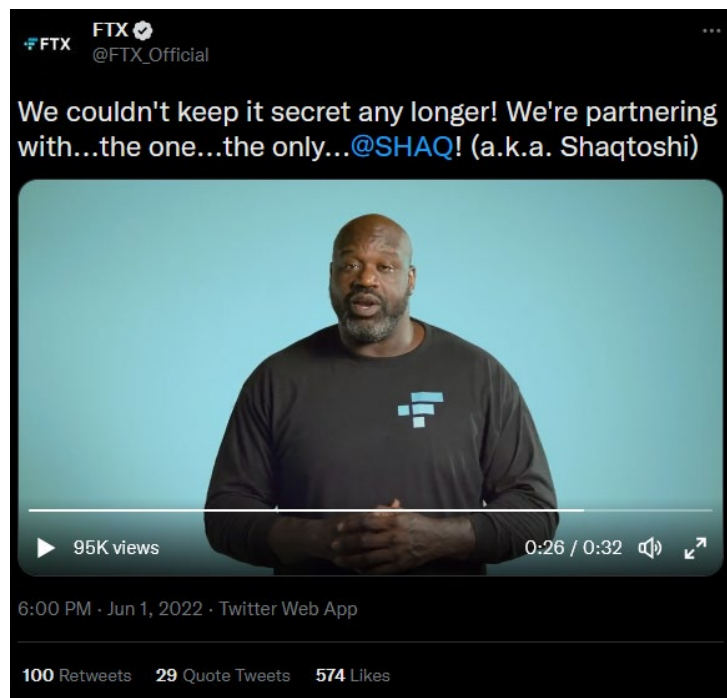 FTX
FTX
@FTX_Official
We couldn't keep it secret any longer! We're partnering
with...the one...the only...@SHAQ! (a.k.a. Shaqtoshi)
95K views
0:26 / 0:32
6:00 PM · Jun 1, 2022 · Twitter Web App
100 Retweets 29 Quote Tweets 574 Likes